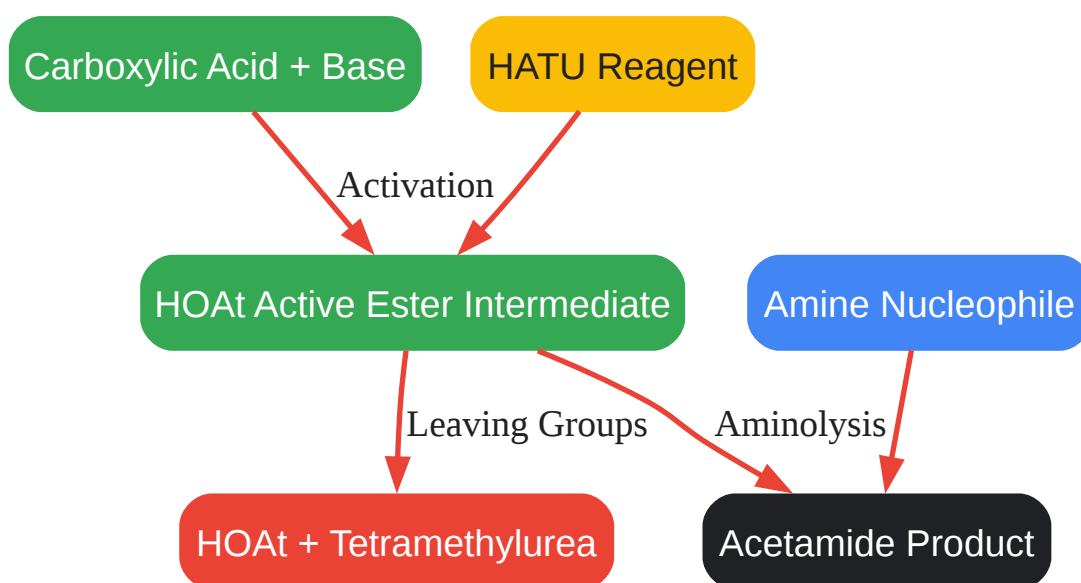 Carboxylic Acid + Base
HATU Reagent
Activation
HOAt Active Ester Intermediate
Amine Nucleophile
Leaving Groups
Aminolysis
HOAt + Tetramethylurea
Acetamide Product